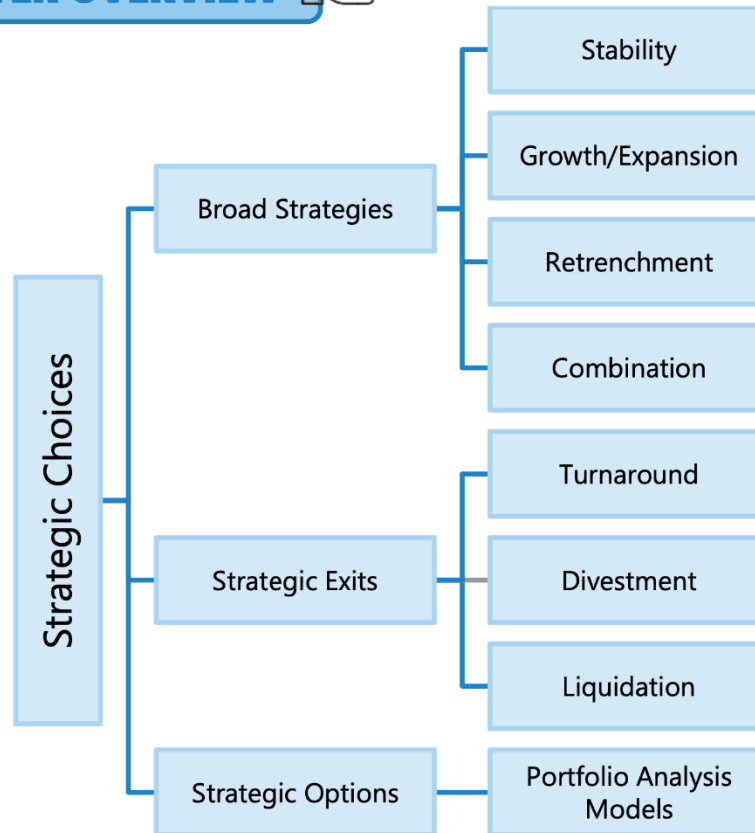 OVERVIEW
Strategic Choices
Broad Strategies
Stability
Growth/Expansion
Retrenchment
Combination
Strategic Exits
Turnaround
Divestment
Liquidation
Strategic Options
Portfolio Analysis
Models